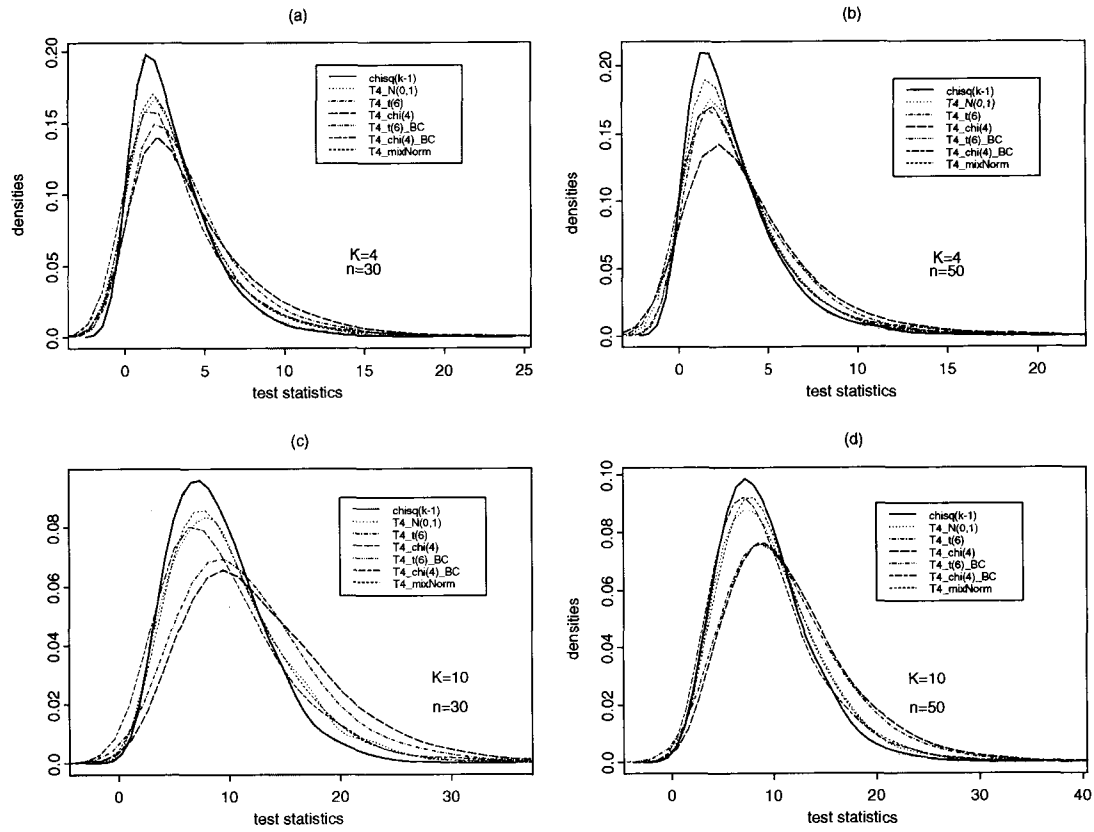 (a)
densities
0.0 0.05 0.10 0.15 0.20
chisq(k-1)
T4_N(0,1)
T4_t(6)
T4_chi(4)
T4_t(6)_BC
T4_chi(4)_BC
T4_mixNorm
K=4
n=30
0 5 10 15 20 25
test statistics
(b)
densities
0.0 0.05 0.10 0.15 0.20
chisq(k-1)
T4_N(0,1)
T4_t(6)
T4_chi(4)
T4_t(6)_BC
T4_chi(4)_BC
T4_mixNorm
K=4
n=50
0 5 10 15 20
test statistics
(c)
0.0 0.02 0.04 0.06 0.08
chisq(k-1)
T4_N(0,1)
T4_t(6)
T4_chi(4)
T4_t(6)_BC
T4_chi(4)_BC
T4_mixNorm
K=10
n=30
0 10 20 30
test statistics
(d)
densities
0.0 0.02 0.04 0.06 0.08 0.10
chisq(k-1)
T4_N(0,1)
T4_t(6)
T4_chi(4)
T4_t(6)_BC
T4_chi(4)_BC
T4_mixNorm
K=10
n=50
0 10 20 30 40
test statistics